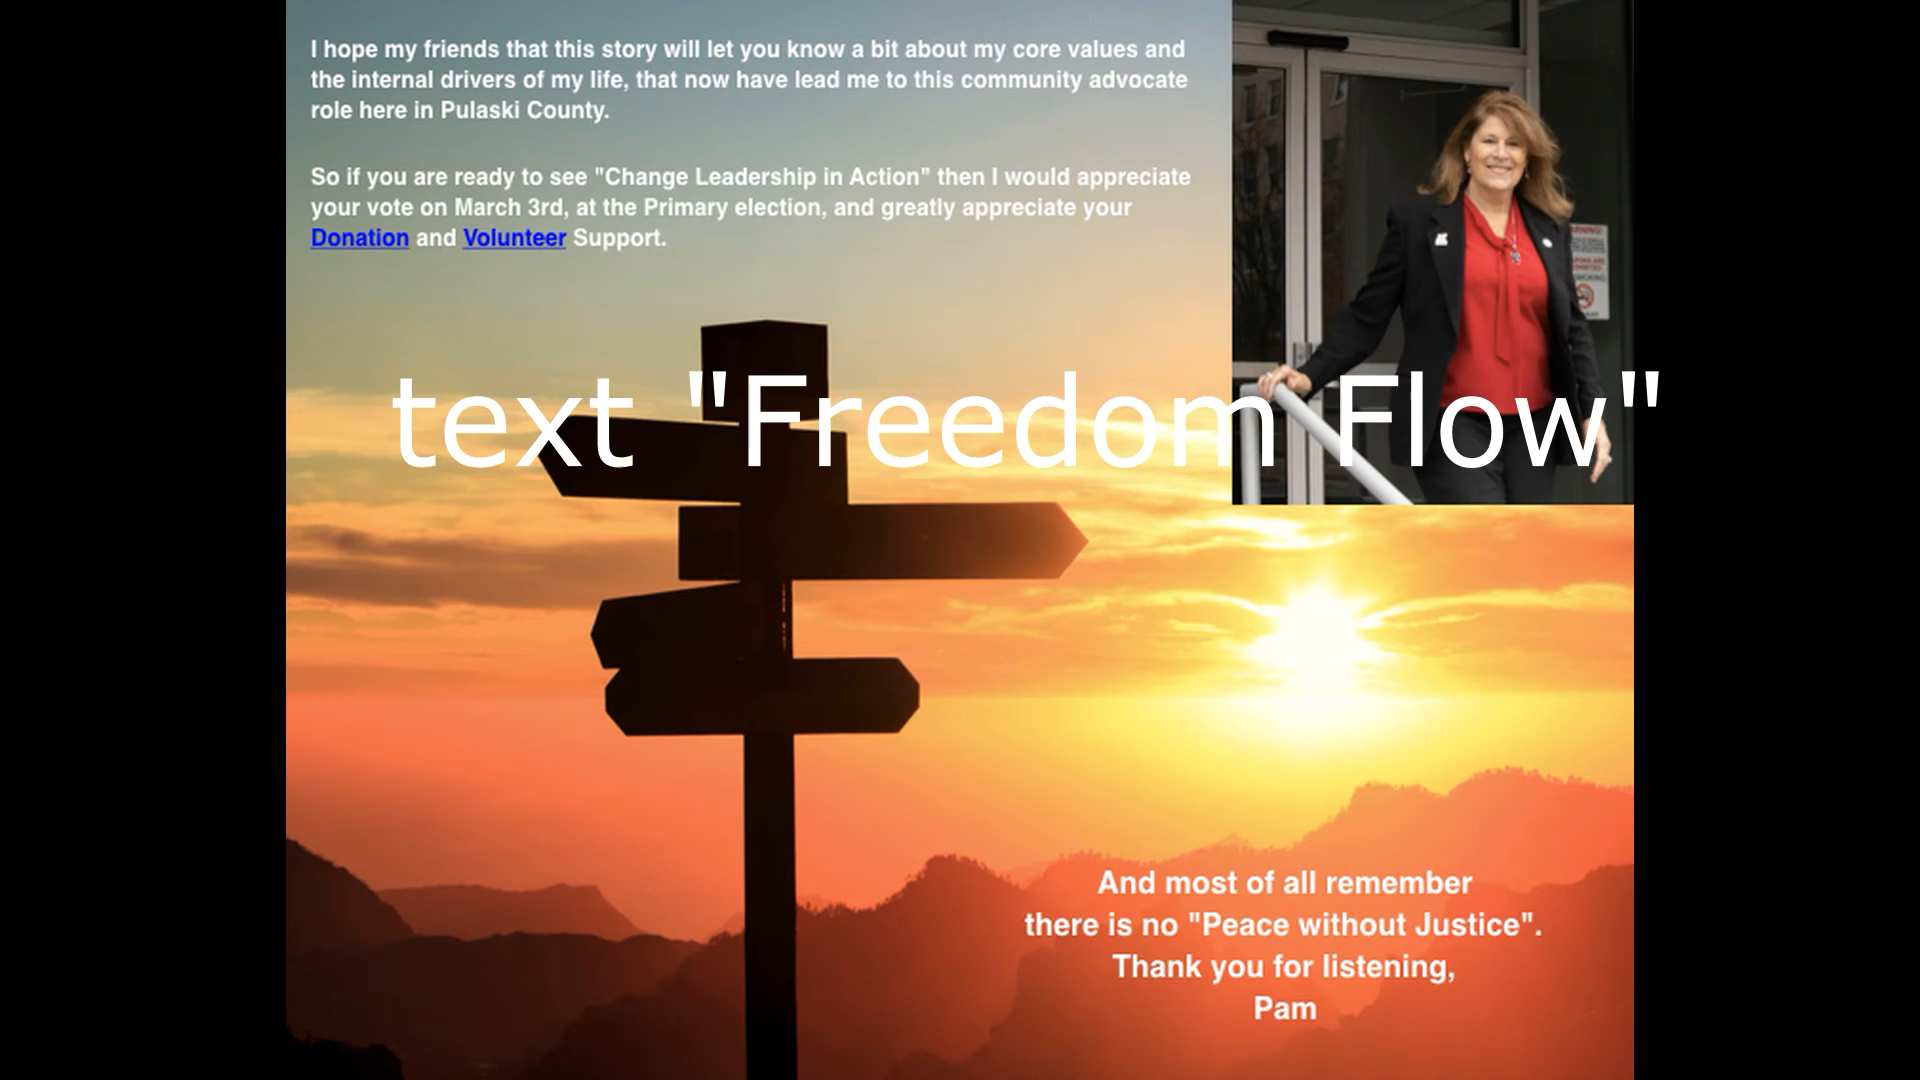 I hope my friends that this story will let you know a bit about my core values and
the internal drivers of my life, that now have lead me to this community advocate
role here in Pulaski County.
So if you are ready to see "Change Leadership in Action" then I would appreciate
your vote on March 3rd, at the Primary election, and greatly appreciate your
Donation and Volunteer Support.
text "Freedom Flow"
And most of all remember
there is no "Peace without Justice".
Thank you for listening,
Pam